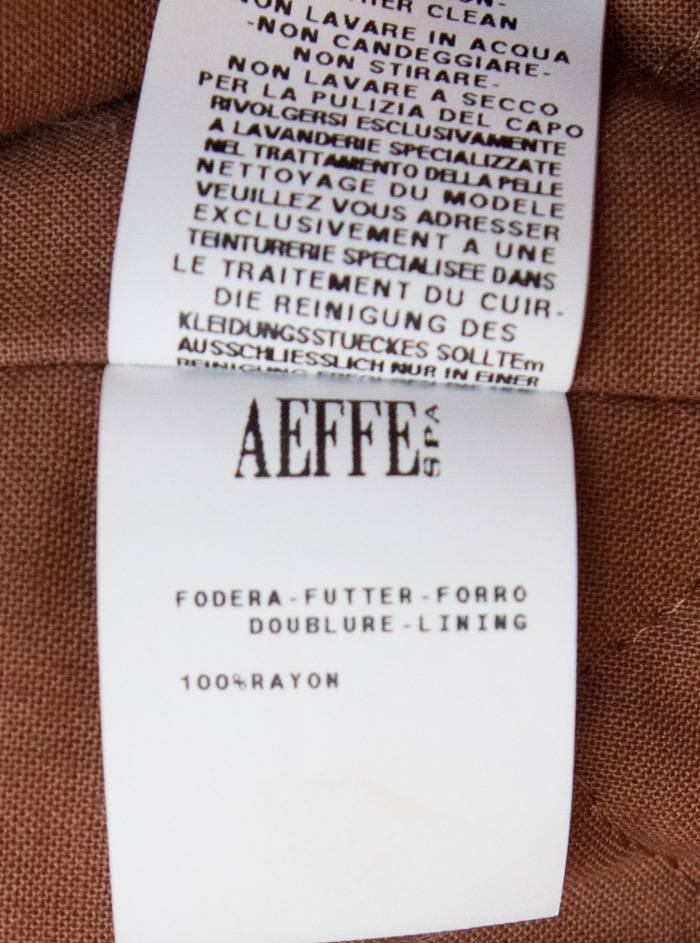 CLEAN
NON LAVARE IN ACQUA
-NON CANDEGGIARE-
NON STIRARE-
NON LAVARE A SECCO
PER LA PULIZIA DEL CAPO
RIVOLGERSI ESCLUSIVAMENTE
A LAVANDERIE SPECIALIZZATE
NEL TRATTAMENTO DELLA PELLE
NETTOYAGE DU MODELE
VEUILLEZ VOUS ADRESSER
EXCLUSIVEMENT A UNE
TEINTURERIE SPECIALISEE DANS
LE TRAITEMENT DU CUIR-
DIE REINIGUNG DES
KLEIDUNGSSTUECKES SOLLTEm
AUSSCHLIESSLICH NUR IN EINER
AEFFE SPA
FODERA-FUTTER-FORRO
DOUBLURE-LINING
100%RAYON